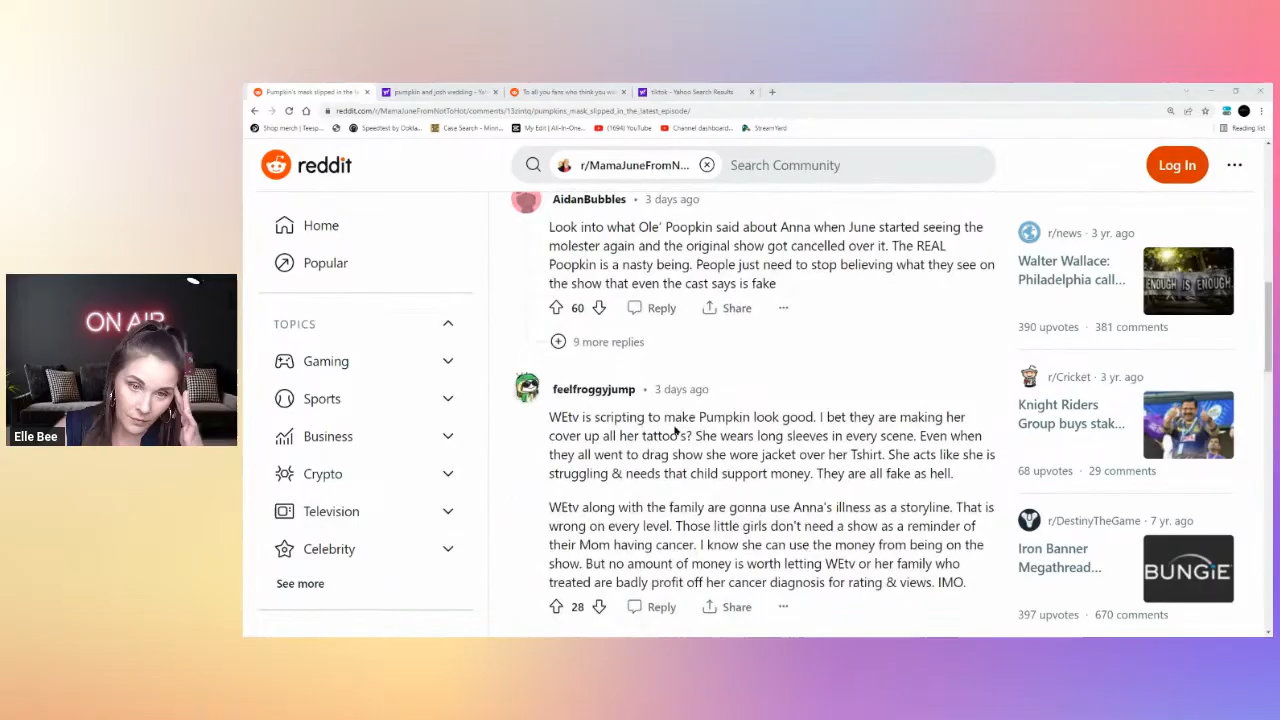 Pumpkin's mask slipped in the l
pumpkin and josh wedding - Ya
To all you fans who think you w
tiktok - Yahoo Search Results
reddit.com/r/MamaJuneFromNotToHot/comments/13zintq/pumpkins_mask_slipped_in_the_latest_episode/
Shop merch | Teesp...
Speedtest by Ookla...
Case Search - Minn...
My Edit | All-In-One...
(1694) YouTube
Channel dashboard...
StreamYard
Reading list
reddit
r/MamaJuneFromN...
Search Community
Log In
Home
Popular
TOPICS
Gaming
Sports
Business
Crypto
Television
Celebrity
See more
AidanBubbles • 3 days ago
Look into what Ole' Poopkin said about Anna when June started seeing the
molester again and the original show got cancelled over it. The REAL
Poopkin is a nasty being. People just need to stop believing what they see on
the show that even the cast says is fake
60 Reply Share ...
9 more replies
feelfroggyjump • 3 days ago
WEtv is scripting to make Pumpkin look good. I bet they are making her
cover up all her tattoo's? She wears long sleeves in every scene. Even when
they all went to drag show she wore jacket over her Tshirt. She acts like she is
struggling & needs that child support money. They are all fake as hell.
WEtv along with the family are gonna use Anna's illness as a storyline. That is
wrong on every level. Those little girls don't need a show as a reminder of
their Mom having cancer. I know she can use the money from being on the
show. But no amount of money is worth letting WEtv or her family who
treated are badly profit off her cancer diagnosis for rating & views. IMO.
28 Reply Share ...
r/news • 3 yr. ago
Walter Wallace:
Philadelphia call...
ENOUGH IS ENOUGH
390 upvotes • 381 comments
r/Cricket • 3 yr. ago
Knight Riders
Group buys stak...
68 upvotes • 29 comments
r/DestinyTheGame • 7 yr. ago
Iron Banner
Megathread...
BUNGiE
397 upvotes • 670 comments
ON AIR
Elle Bee